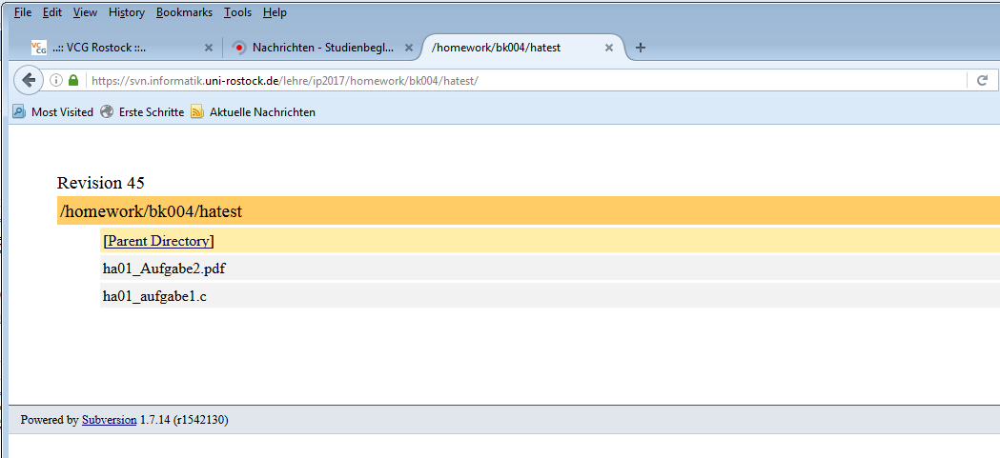 File Edit View History Bookmarks Tools Help
VC CG ..:: VCG Rostock ::.. Nachrichten - Studienbegl... /homework/bk004/hatest
https://svn.informatik.uni-rostock.de/lehre/ip2017/homework/bk004/hatest/
Most Visited Erste Schritte Aktuelle Nachrichten
Revision 45
/homework/bk004/hatest
[Parent Directory]
ha01_Aufgabe2.pdf
ha01_aufgabe1.c
Powered by Subversion 1.7.14 (r1542130)